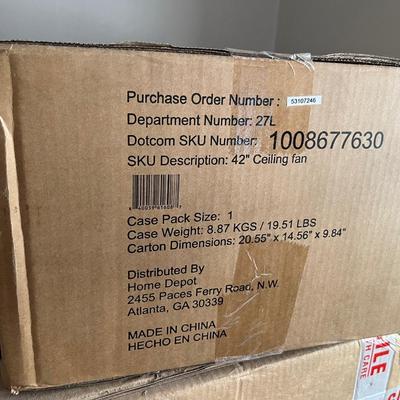 Purchase Order Number : 53107246
Department Number: 27L
Dotcom SKU Number: 1008677630
SKU Description: 42" Ceiling fan
Case Pack Size: 1
Case Weight: 8.87 KGS / 19.51 LBS
Carton Dimensions: 20.55" x 14.56" x 9.84"
Distributed By
Home Depot
2455 Paces Ferry Road, N.W.
Atlanta, GA 30339
MADE IN CHINA
HECHO EN CHINA
CARE